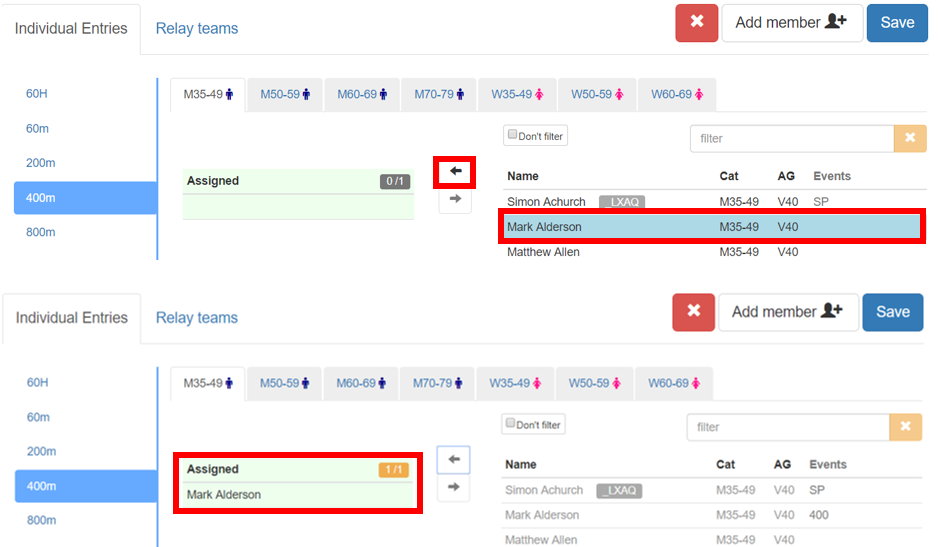 Individual Entries Relay teams Add member Save
60H M35-49 M50-59 M60-69 M70-79 W35-49 W50-59 W60-69
60m Don't filter filter
200m Assigned 0 /1 Name Cat AG Events
400m Simon Achurch _LXAQ M35-49 V40 SP
Mark Alderson M35-49 V40
800m Matthew Allen M35-49 V40
Individual Entries Relay teams Add member Save
60H M35-49 M50-59 M60-69 M70-79 W35-49 W50-59 W60-69
60m Don't filter filter
200m Assigned 1 /1 Name Cat AG Events
400m Mark Alderson Simon Achurch _LXAQ M35-49 V40 SP
Mark Alderson M35-49 V40 400
800m Matthew Allen M35-49 V40